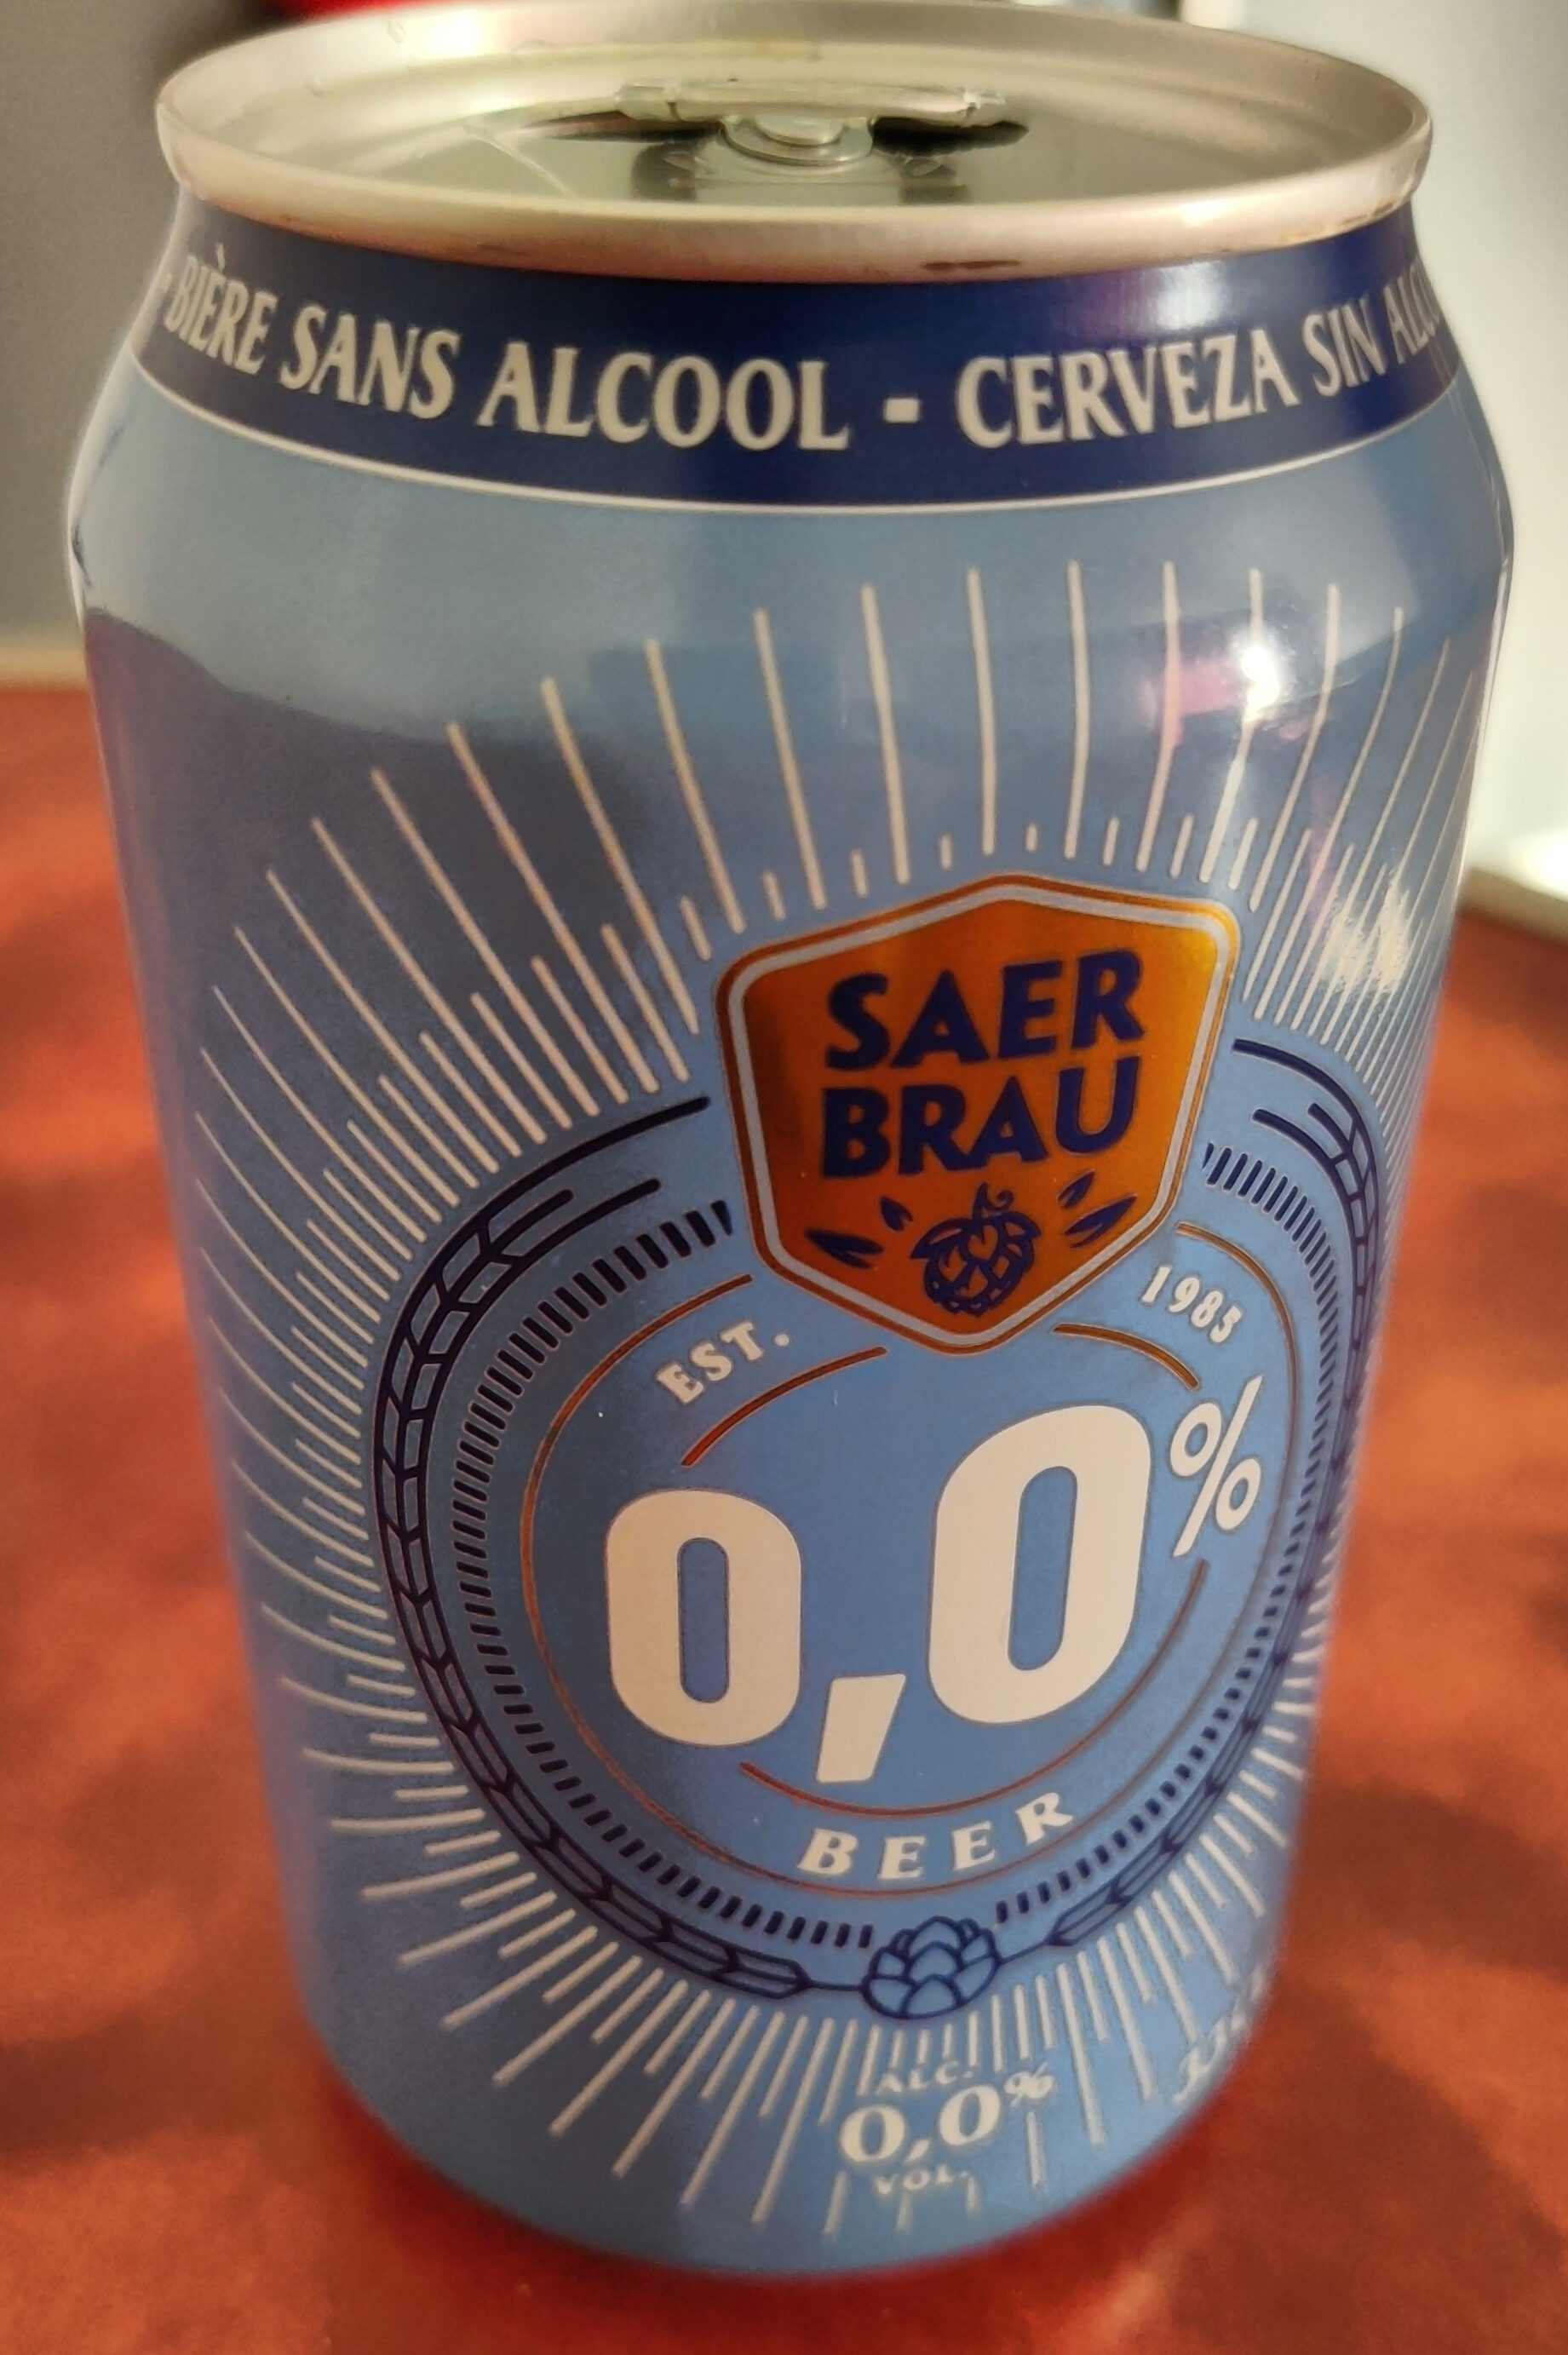 BIÈRE SANS ALCOOL - CERVEZA SIN
SAER
BRAU
EST. 1985
0,0%
BEER
ALC.
0,0%
VOL.